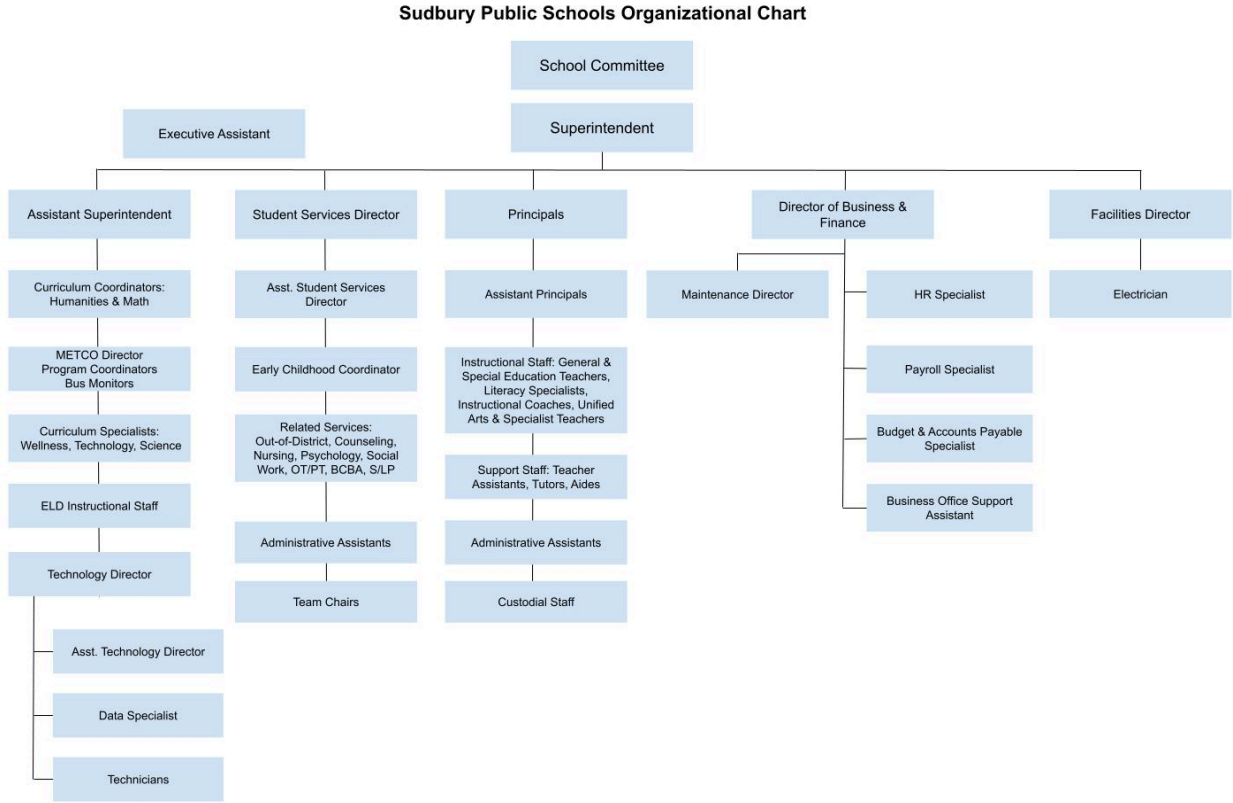 Sudbury Public Schools Organizational Chart
School Committee
Executive Assistant
Superintendent
Assistant Superintendent
Student Services Director
Principals
Director of Business &
Finance
Facilities Director
Curriculum Coordinators:
Humanities & Math
Asst. Student Services
Director
Assistant Principals
Maintenance Director
HR Specialist
Electrician
METCO Director
Program Coordinators
Bus Monitors
Early Childhood Coordinator
Instructional Staff: General &
Special Education Teachers,
Literacy Specialists,
Instructional Coaches, Unified
Arts & Specialist Teachers
Payroll Specialist
Curriculum Specialists:
Wellness, Technology, Science
Related Services:
Out-of-District, Counseling,
Nursing, Psychology, Social
Work, OT/PT, BCBA, S/LP
Support Staff: Teacher
Assistants, Tutors, Aides
Budget & Accounts Payable
Specialist
ELD Instructional Staff
Business Office Support
Assistant
Administrative Assistants
Administrative Assistants
Technology Director
Team Chairs
Custodial Staff
Asst. Technology Director
Data Specialist
Technicians